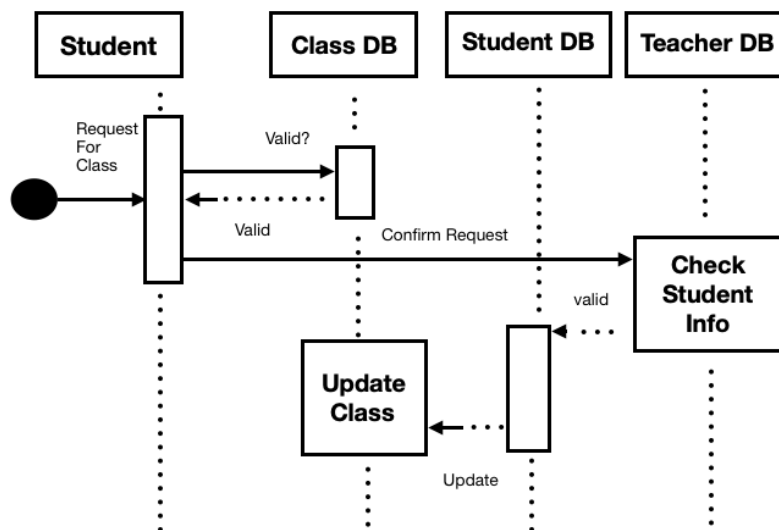 Student
Class DB
Student DB
Teacher DB
Request
For
Class
Valid?
Valid
Confirm Request
Check
Student
Info
valid
Update
Class
Update